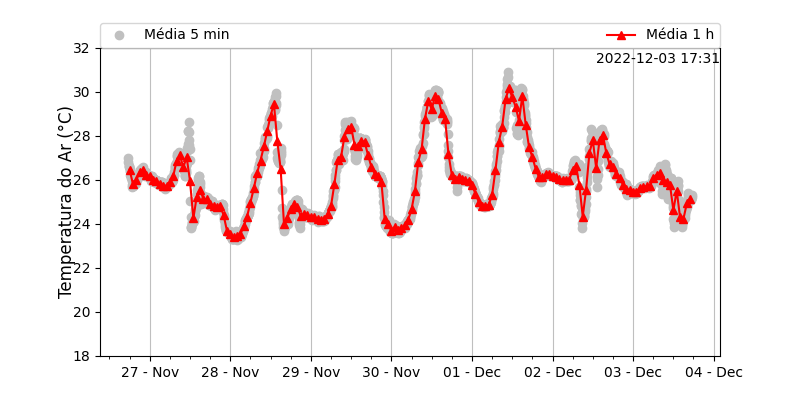 Média 5 min
Média 1 h
2022-12-03 17:31
Temperatura do Ar (°C)
32
30
28
26
24
22
20
18
27 - Nov
28 - Nov
29 - Nov
30 - Nov
01 - Dec
02 - Dec
03 - Dec
04 - Dec